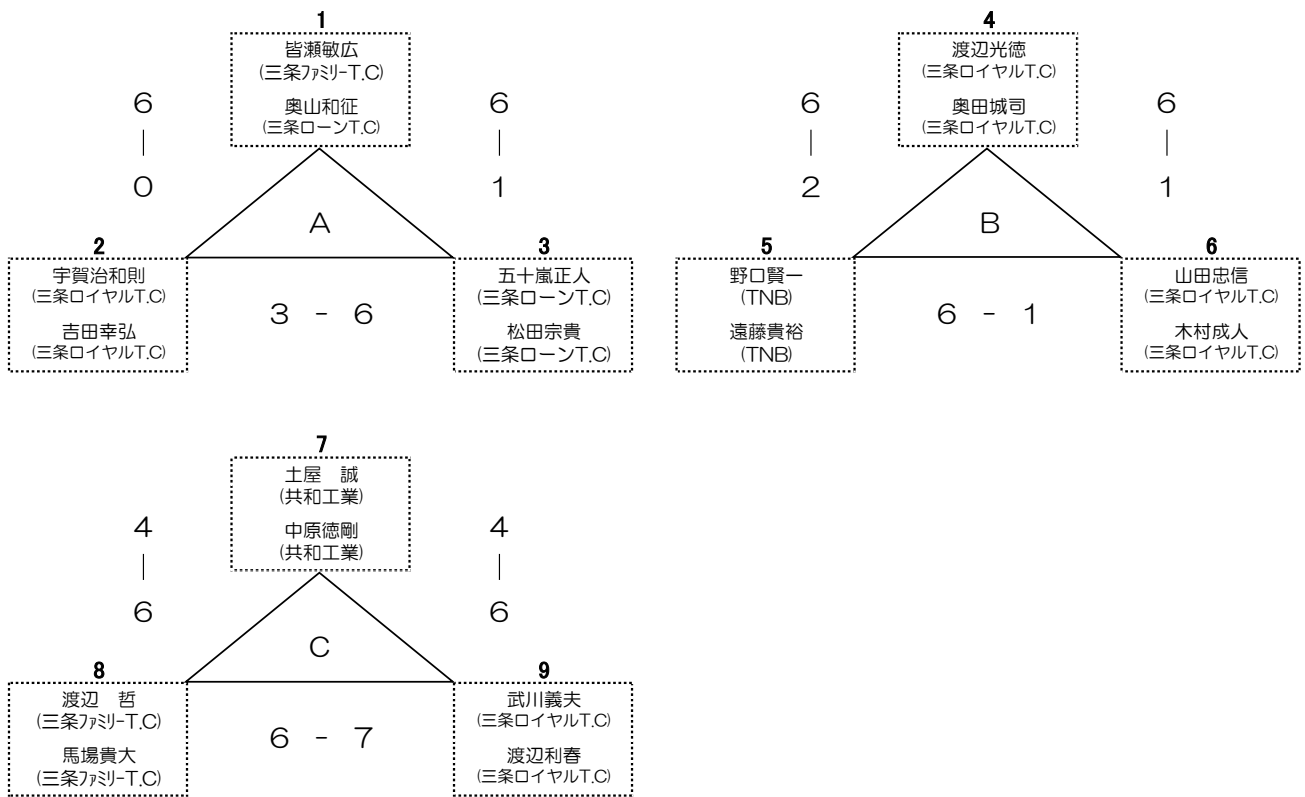 1
皆瀬敏広
(三条ﾌｧﾐﾘｰT.C)
奥山和征
(三条ローンT.C)
6
|
0
6
|
1
A
2
宇賀治和則
(三条ロイヤルT.C)
吉田幸弘
(三条ロイヤルT.C)
3 - 6
3
五十嵐正人
(三条ローンT.C)
松田宗貴
(三条ローンT.C)
4
渡辺光徳
(三条ロイヤルT.C)
奥田城司
(三条ロイヤルT.C)
6
|
2
6
|
1
B
5
野口賢一
(TNB)
遠藤貴裕
(TNB)
6 - 1
6
山田忠信
(三条ロイヤルT.C)
木村成人
(三条ロイヤルT.C)
7
土屋　誠
(共和工業)
中原徳剛
(共和工業)
4
|
6
4
|
6
C
8
渡辺　哲
(三条ﾌｧﾐﾘｰT.C)
馬場貴大
(三条ﾌｧﾐﾘｰT.C)
6 - 7
9
武川義夫
(三条ロイヤルT.C)
渡辺利春
(三条ロイヤルT.C)